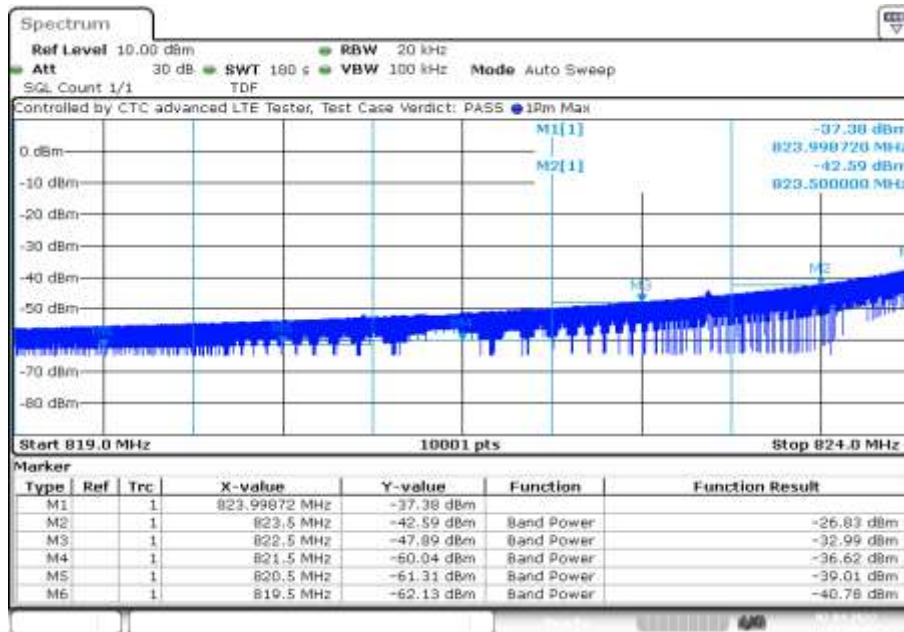 Spectrum
Ref Level 10.00 dBm RBW 20 kHz
Att 30 dB SWT 180 s VBW 100 kHz Mode Auto Sweep
SGL Count 1/1 TDF
Controlled by CTC advanced LTE Tester, Test Case Verdict: PASS 1Rm Max
M1[1] -37.38 dBm
823.998720 MHz
0 dBm
M2[1] -42.59 dBm
823.500000 MHz
-10 dBm
-20 dBm
-30 dBm
M2
-40 dBm
M3
-50 dBm
-70 dBm
-80 dBm
Start 819.0 MHz 10001 pts Stop 824.0 MHz
Marker
Type Ref Trc X-value Y-value Function Function Result
M1 1 823.99872 MHz -37.38 dBm
M2 1 823.5 MHz -42.59 dBm Band Power -26.83 dBm
M3 1 822.5 MHz -47.89 dBm Band Power -32.99 dBm
M4 1 821.5 MHz -60.04 dBm Band Power -36.62 dBm
M5 1 820.5 MHz -61.31 dBm Band Power -39.01 dBm
M6 1 819.5 MHz -62.13 dBm Band Power -40.78 dBm